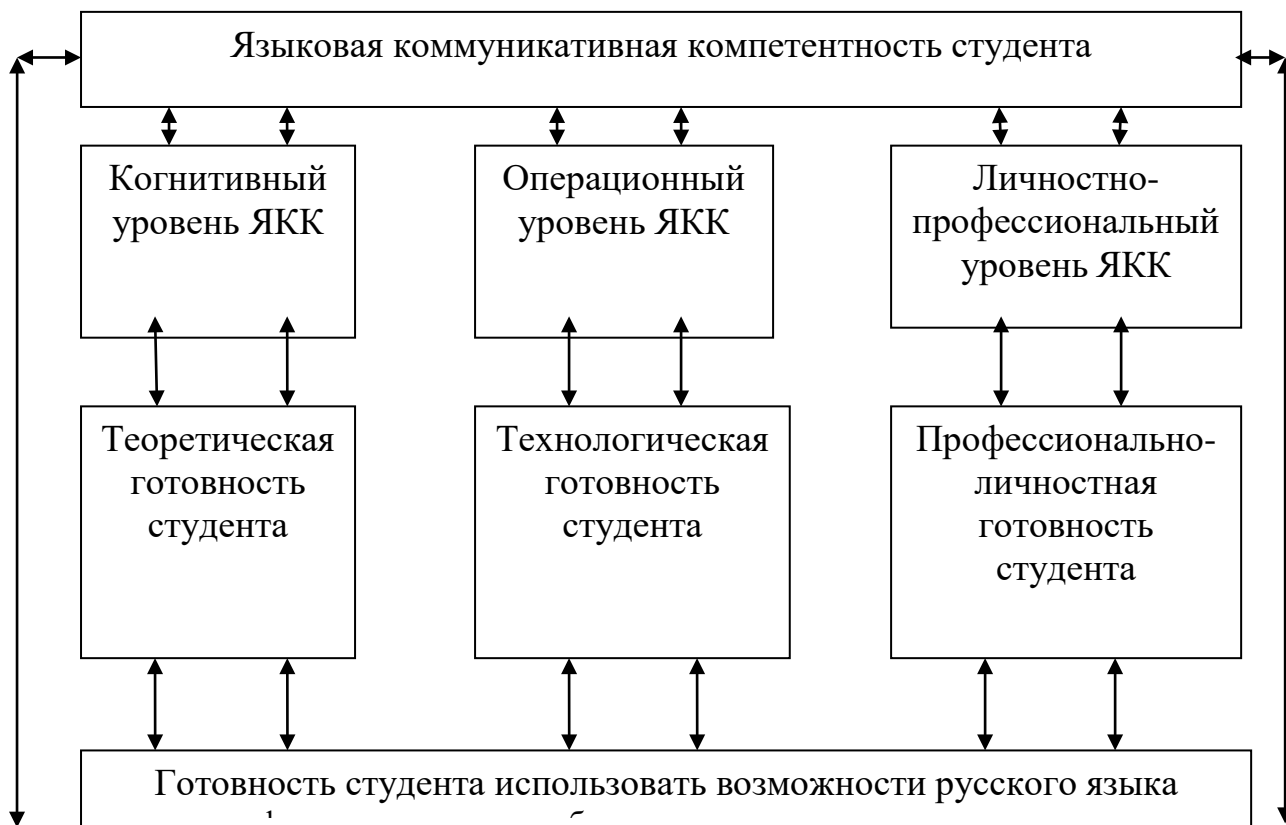 Языковая коммуникативная компетентность студента
Когнитивный
уровень ЯКК
Операционный
уровень ЯКК
Личностно-
профессиональный
уровень ЯКК
Теоретическая
готовность
студента
Технологическая
готовность
студента
Профессионально-
личностная
готовность
студента
Готовность студента использовать возможности русского языка